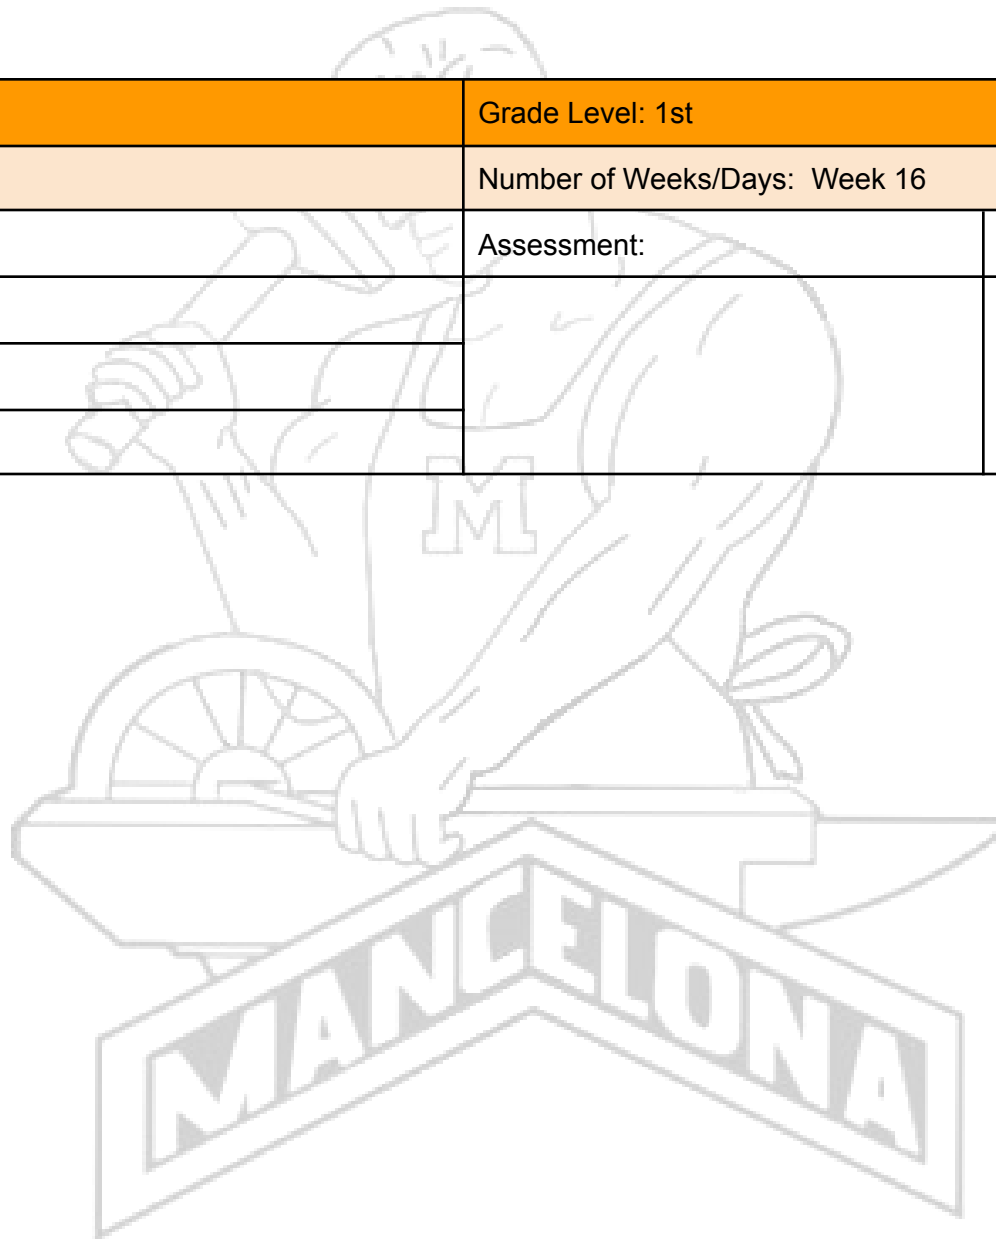 Grade Level: 1st
Number of Weeks/Days: Week 16
Assessment:
M
MANCELONA